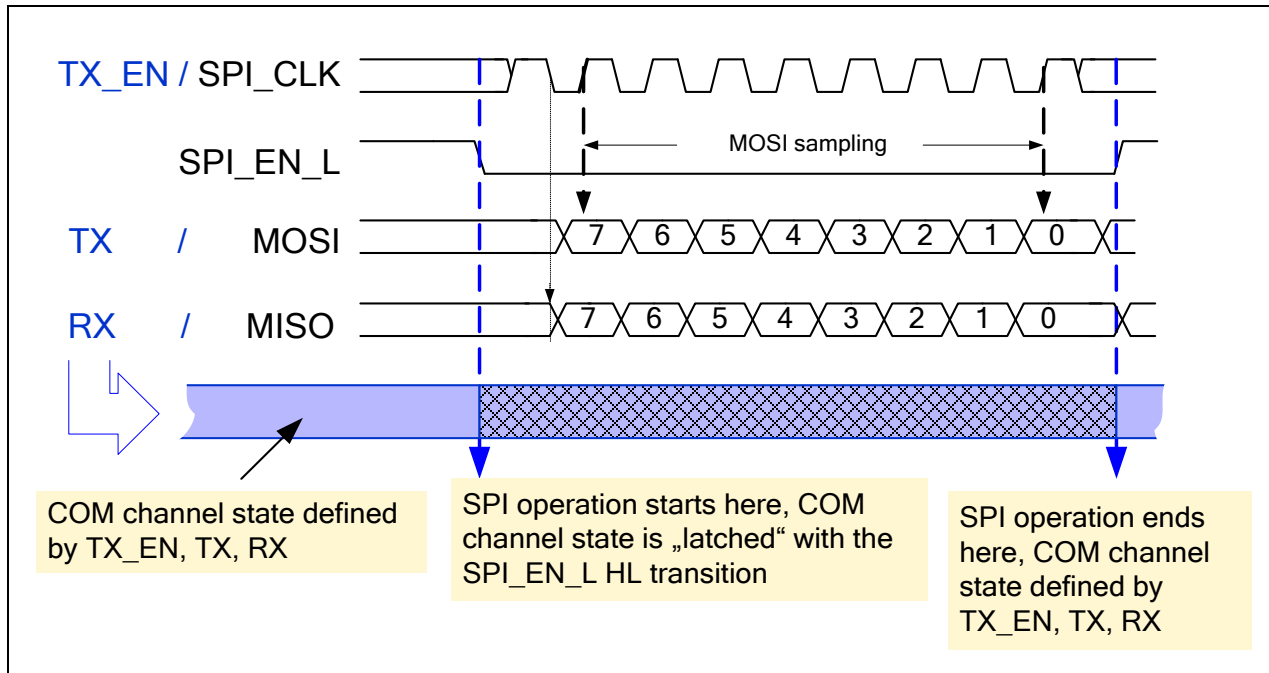 TX_EN / SPI_CLK
SPI_EN_L
MOSI sampling
TX / MOSI
7 6 5 4 3 2 1 0
RX / MISO
7 6 5 4 3 2 1 0
COM channel state defined
by TX_EN, TX, RX
SPI operation starts here, COM
channel state is „latched“ with the
SPI_EN_L HL transition
SPI operation ends
here, COM channel
state defined by
TX_EN, TX, RX